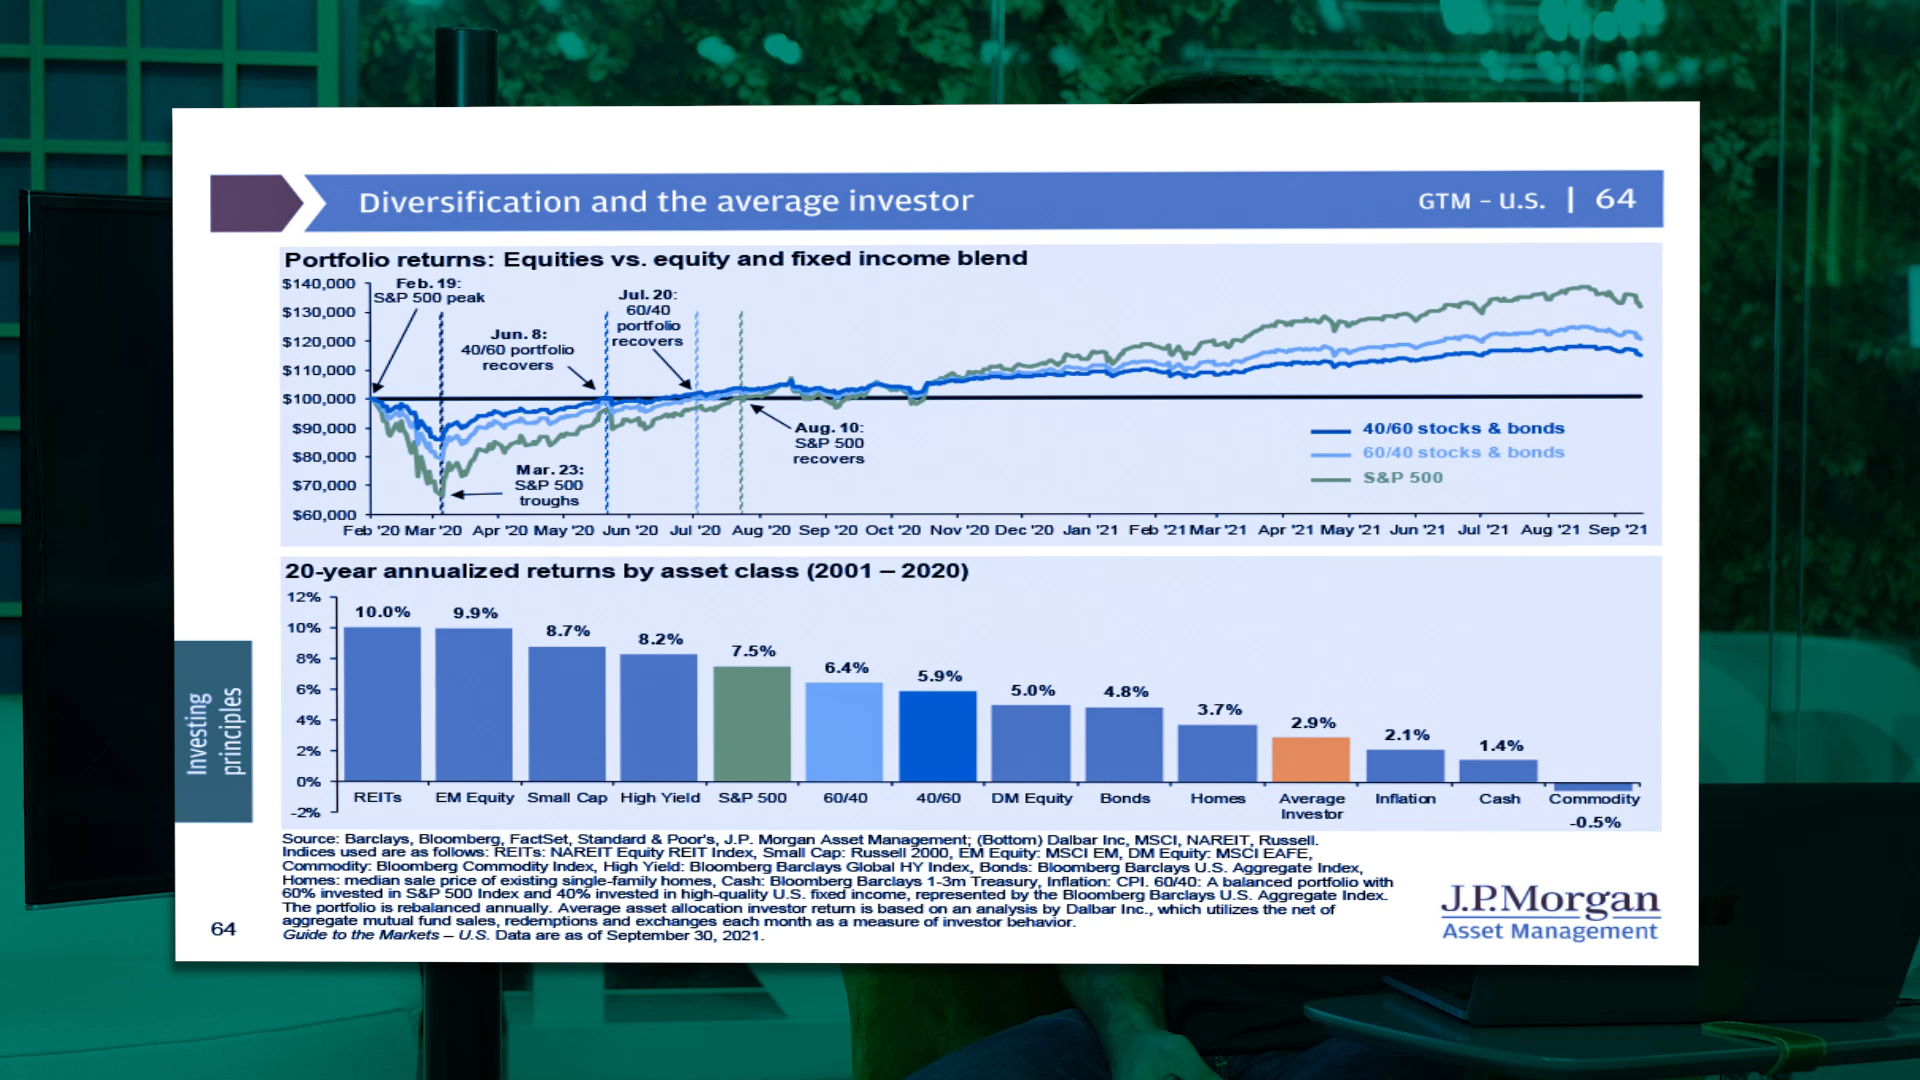 Diversification and the average investor
GTM – U.S. | 64
Portfolio returns: Equities vs. equity and fixed income blend
$140,000
$130,000
$120,000
$110,000
$100,000
$90,000
$80,000
$70,000
$60,000
Feb. 19:
S&P 500 peak
Jun. 8:
40/60 portfolio
recovers
Jul. 20:
60/40
portfolio
recovers
Mar. 23:
S&P 500
troughs
Aug. 10:
S&P 500
recovers
40/60 stocks & bonds
60/40 stocks & bonds
S&P 500
Feb '20 Mar '20 Apr '20 May '20 Jun '20 Jul '20 Aug '20 Sep '20 Oct '20 Nov '20 Dec '20 Jan '21 Feb '21 Mar '21 Apr '21 May '21 Jun '21 Jul '21 Aug '21 Sep '21
20-year annualized returns by asset class (2001 – 2020)
12%
10%
8%
6%
4%
2%
0%
-2%
10.0% 9.9% 8.7% 8.2% 7.5% 6.4% 5.9% 5.0% 4.8% 3.7% 2.9% 2.1% 1.4%
REITs EM Equity Small Cap High Yield S&P 500 60/40 40/60 DM Equity Bonds Homes Average Inflation Cash Commodity
Investor
-0.5%
Investing
principles
Source: Barclays, Bloomberg, FactSet, Standard & Poor's, J.P. Morgan Asset Management; (Bottom) Dalbar Inc, MSCI, NAREIT, Russell.
Indices used are as follows: REITs: NAREIT Equity REIT Index, Small Cap: Russell 2000, EM Equity: MSCI EM, DM Equity: MSCI EAFE,
Commodity: Bloomberg Commodity Index, High Yield: Bloomberg Barclays Global HY Index, Bonds: Bloomberg Barclays U.S. Aggregate Index,
Homes: median sale price of existing single-family homes, Cash: Bloomberg Barclays 1-3m Treasury, Inflation: CPI. 60/40: A balanced portfolio with
60% invested in S&P 500 Index and 40% invested in high-quality U.S. fixed income, represented by the Bloomberg Barclays U.S. Aggregate Index.
The portfolio is rebalanced annually. Average asset allocation investor return is based on an analysis by Dalbar Inc., which utilizes the net of
aggregate mutual fund sales, redemptions and exchanges each month as a measure of investor behavior.
Guide to the Markets – U.S. Data are as of September 30, 2021.
64
J.P.Morgan
Asset Management